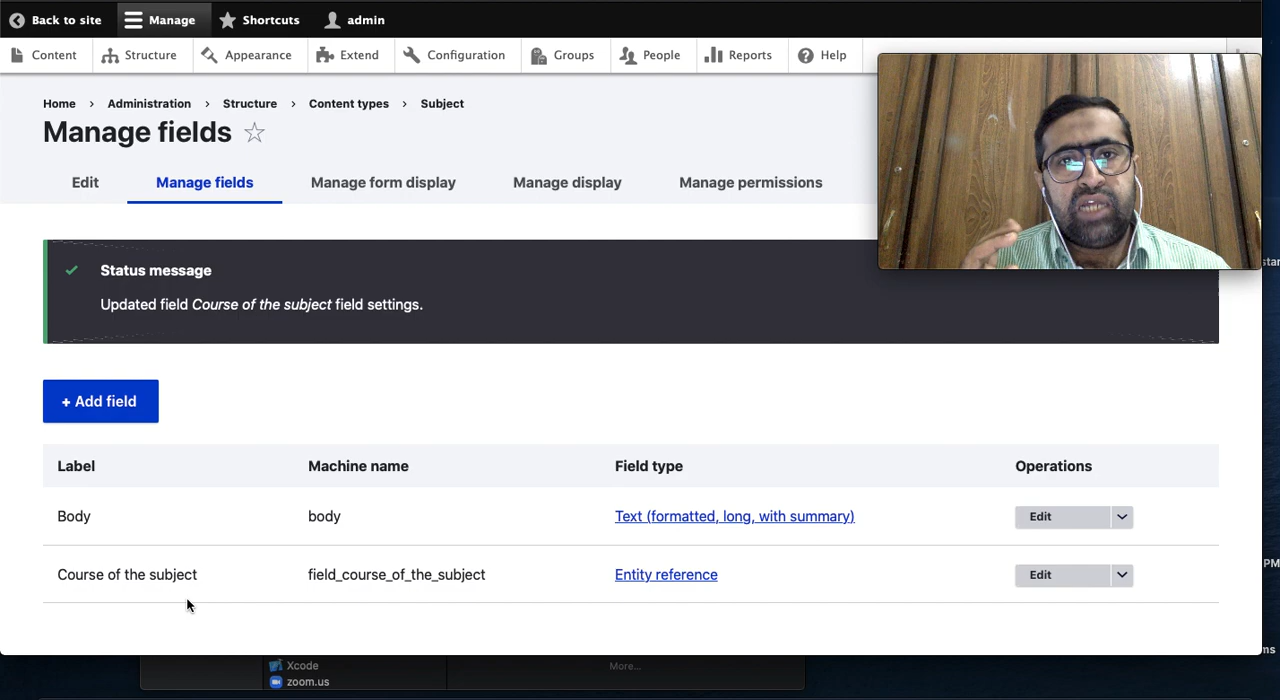 Back to site Manage Shortcuts admin
Content Structure Appearance Extend Configuration Groups People Reports Help
Home › Administration › Structure › Content types › Subject
Manage fields
Edit Manage fields Manage form display Manage display Manage permissions
Status message
Updated field Course of the subject field settings.
+ Add field
Label Machine name Field type Operations
Body body Text (formatted, long, with summary) Edit
Course of the subject field_course_of_the_subject Entity reference Edit
PM
Xcode More...
zoom.us